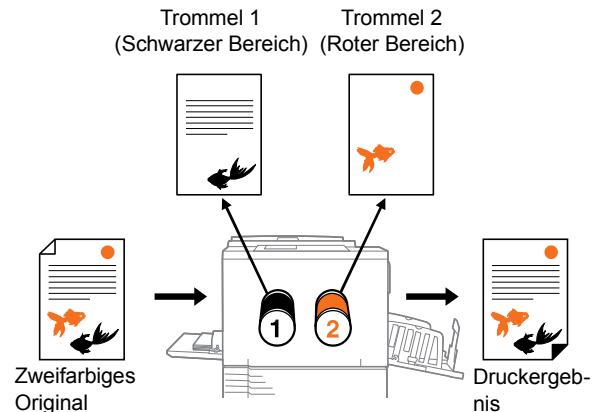 Trommel 1
(Schwarzer Bereich)
Trommel 2
(Roter Bereich)
1
2
Zweifarbiges
Original
Druckergeb-
nis